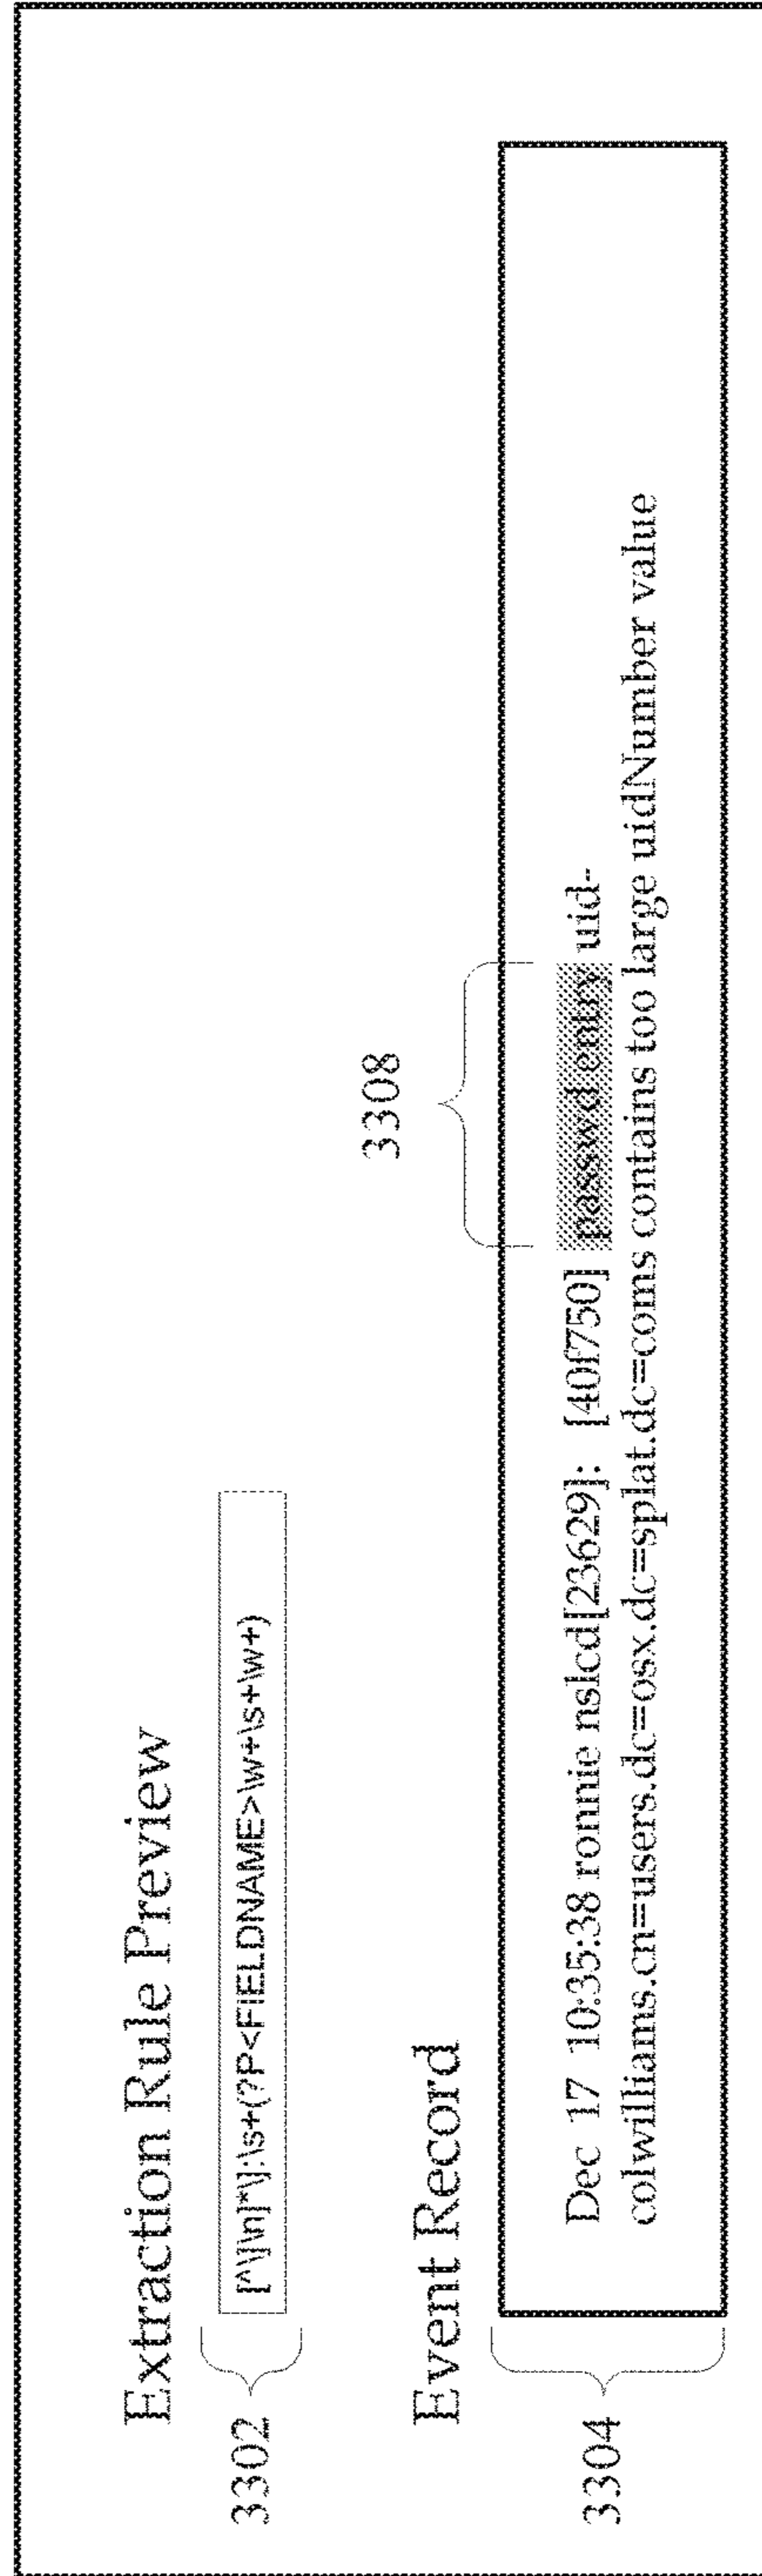 Extraction Rule Preview
3302
[^\]\n]*\]:\s+(?P<FIELDNAME>\w+\s+\w+)
Event Record
3308
3304
Dec 17 10:35:38 ronnie nslcd[23629]: [40f750] passwd entry uid-
colwilliams.cn=users.dc=osx.dc=splat.dc=coms contains too large uidNumber value